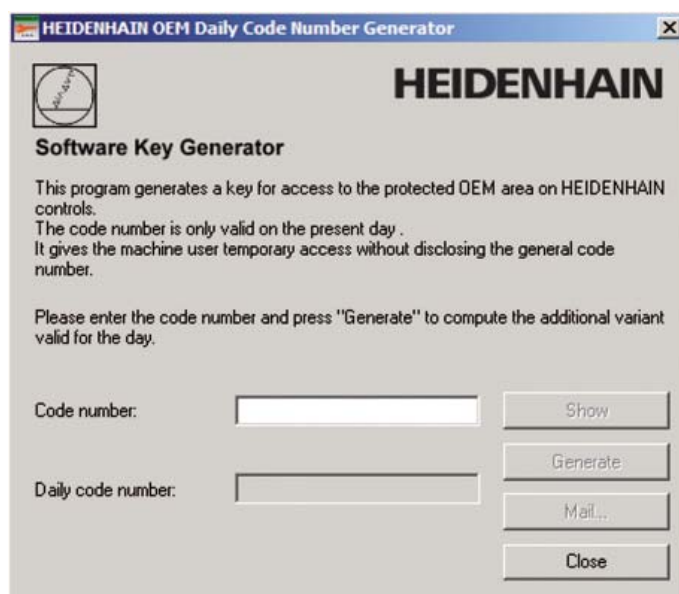 HEIDENHAIN OEM Daily Code Number Generator
HEIDENHAIN
Software Key Generator
This program generates a key for access to the protected OEM area on HEIDENHAIN
controls.
The code number is only valid on the present day .
It gives the machine user temporary access without disclosing the general code
number.
Please enter the code number and press "Generate" to compute the additional variant
valid for the day.
Code number:
Show
Generate
Daily code number:
Mail...
Close